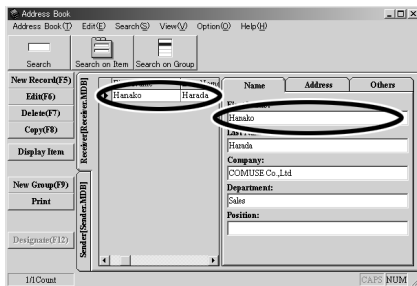 Address Book
Address Book(T) Edit(E) Search(S) View(V) Option(O) Help(H)
Search Search on Item Search on Group
New Record(F5)
Edit(F6)
Delete(F7)
Copy(F8)
Display Item
New Group(F9)
Print
Designate(F12)
Receiver[Receiver.MDB]
Sender[Sender.MDB]
Hanako Harada
Name Address Others
Hanako
Harada
Company:
COMUSE Co.,Ltd
Department:
Sales
Position:
1/1Count CAPS NUM